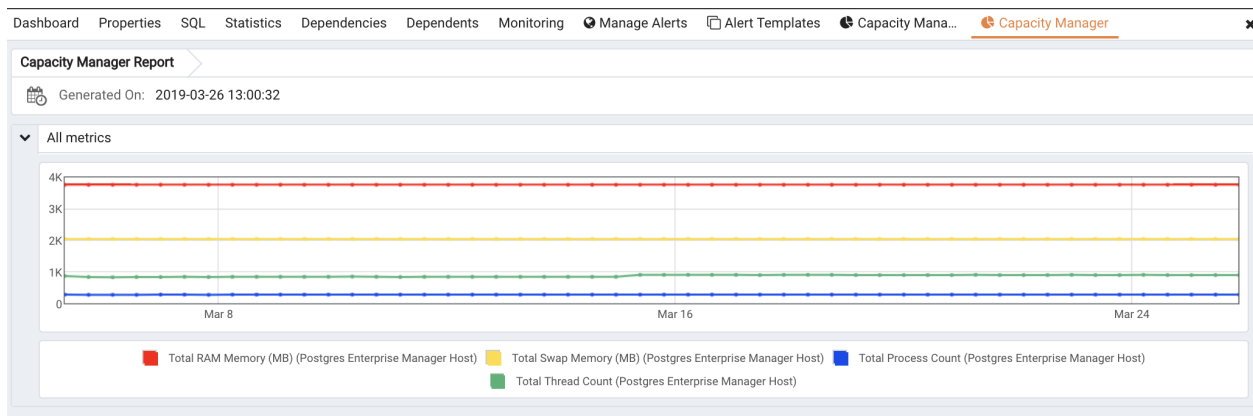 Dashboard Properties SQL Statistics Dependencies Dependents Monitoring Manage Alerts Alert Templates Capacity Mana... Capacity Manager
Capacity Manager Report
Generated On: 2019-03-26 13:00:32
All metrics
4K
3K
2K
1K
0
Mar 8 Mar 16 Mar 24
Total RAM Memory (MB) (Postgres Enterprise Manager Host) Total Swap Memory (MB) (Postgres Enterprise Manager Host) Total Process Count (Postgres Enterprise Manager Host)
Total Thread Count (Postgres Enterprise Manager Host)